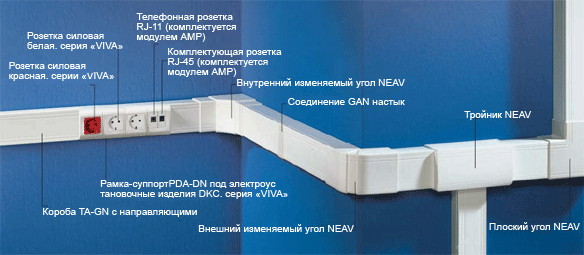 Телефонная розетка
RJ-11 (комплектуется
модулем AMP)
Розетка силовая
белая. серия «VIVA»
Комплектующая розетка
RJ-45 (комплектуется
модулем AMP)
Розетка силовая
красная. серии «VIVA»
Внутренний изменяемый угол NEAV
Соединение GAN настык
Тройник NEAV
Рамка-суппортPDA-DN под электроус
тановочные изделия DKC. серия «VIVA»
Короба TA-GN с направляющими
Внешний изменяемый угол NEAV
Плоский угол NEAV